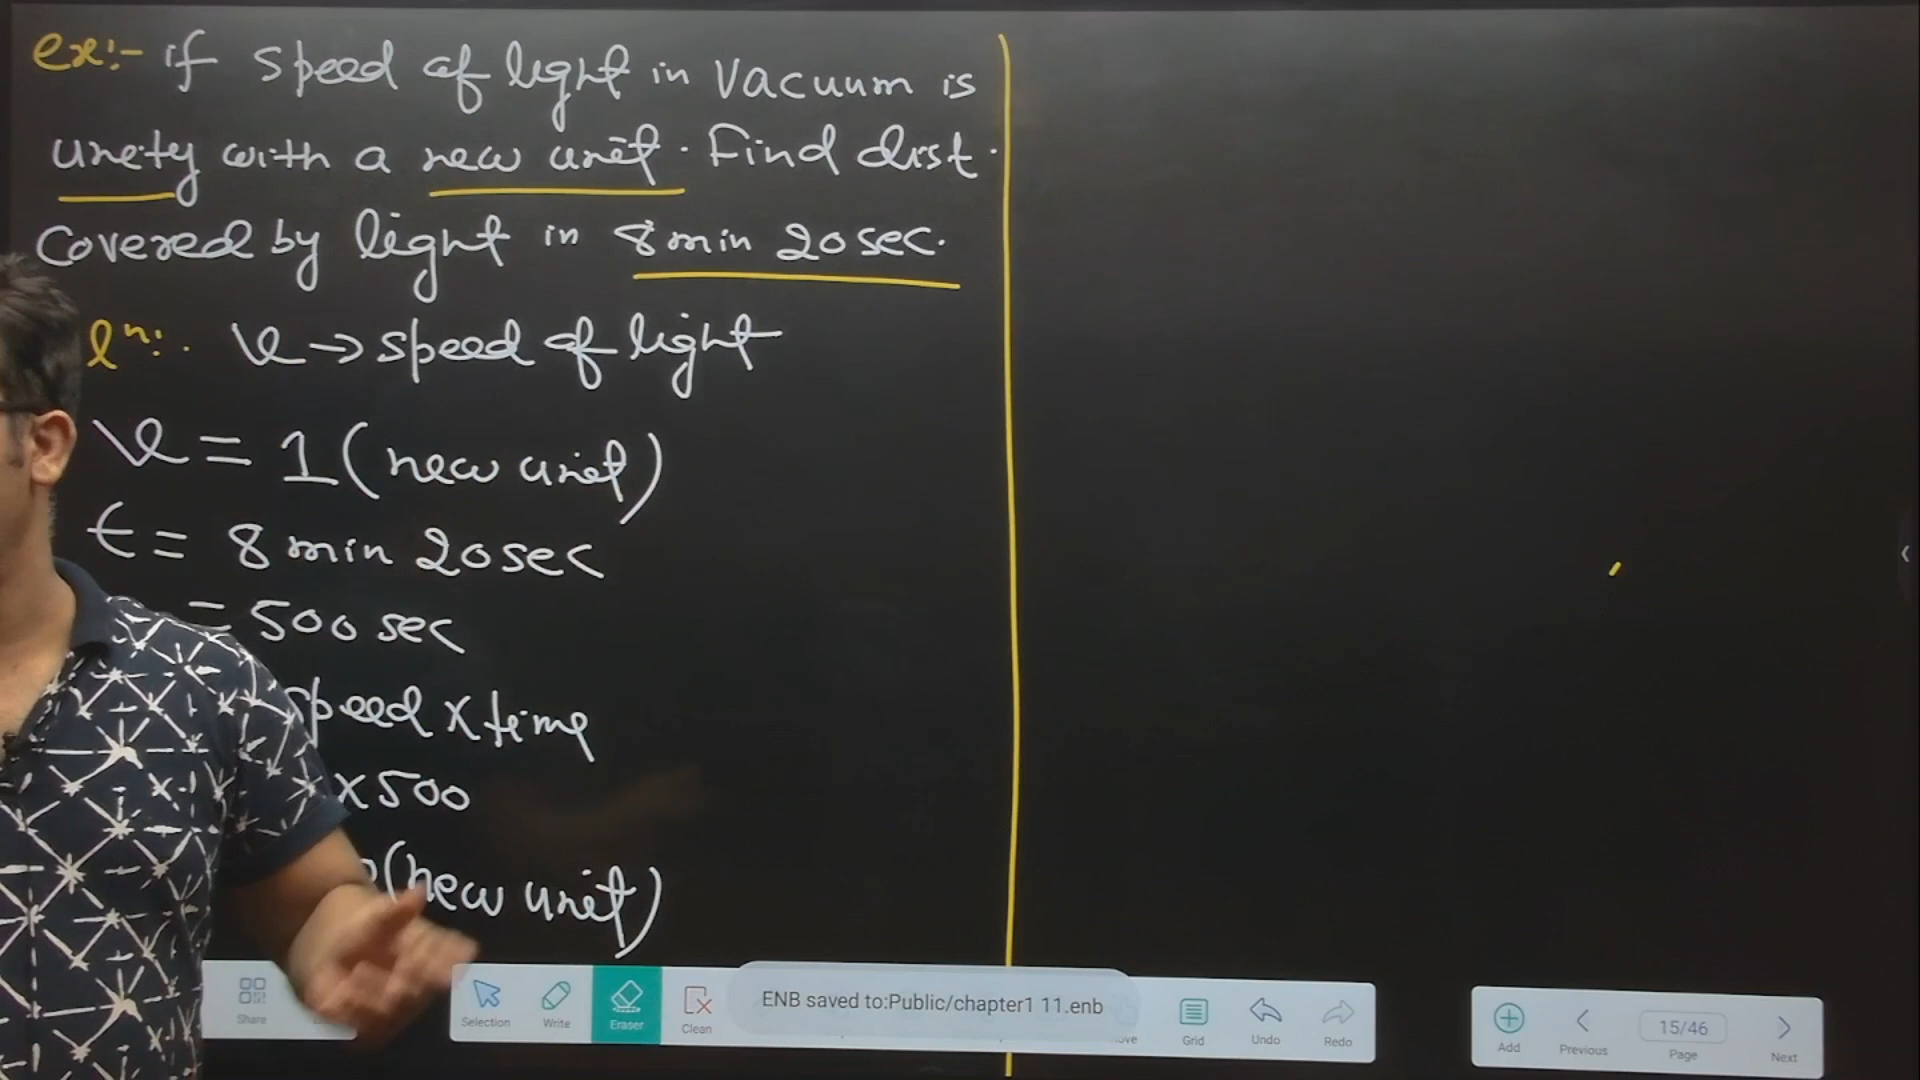 ex:- if speed of light in vacuum is
unity with a new unit. Find dist.
covered by light in 8 min 20 sec.
lⁿ:. v → speed of light
v = 1 (new unit)
t = 8 min 20 sec
= 500 sec
speed x time
x 500
(new unit)
Share
Selection
Write
Eraser
Clean
ENB saved to:Public/chapter1 11.enb
Grid
Undo
Redo
Add
Previous
15/46
Page
Next